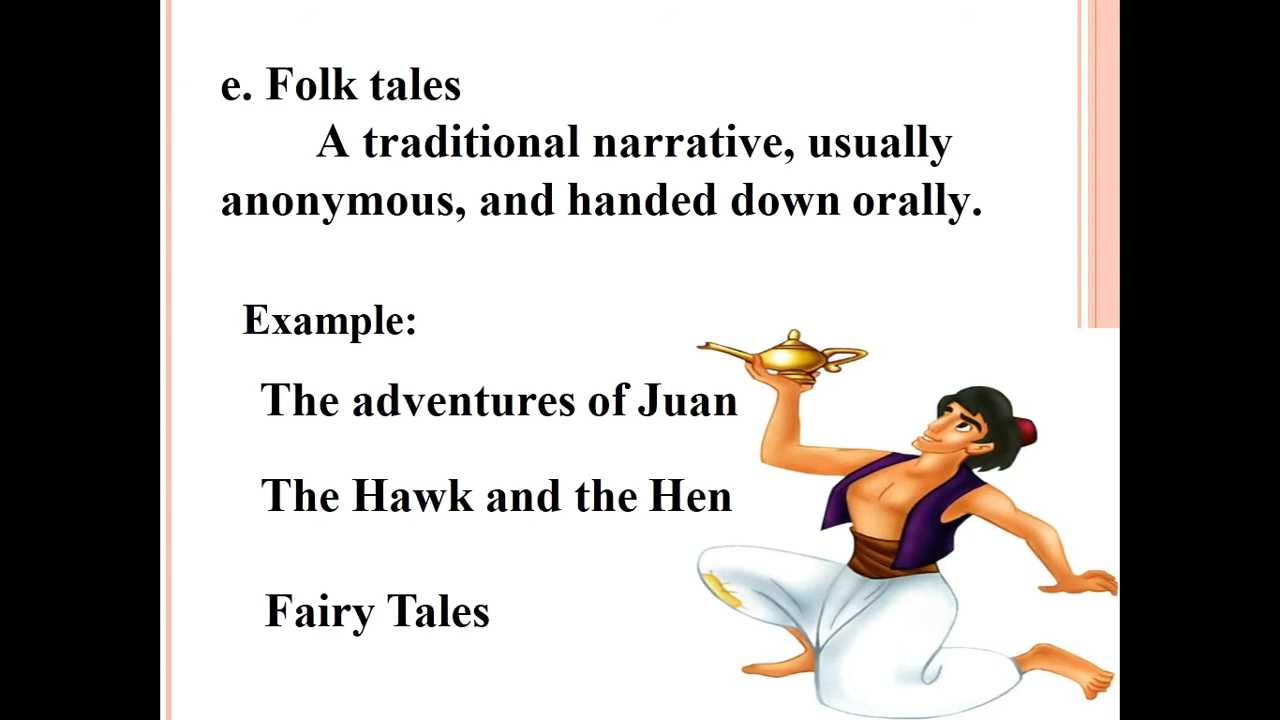 e. Folk tales
A traditional narrative, usually
anonymous, and handed down orally.
Example:
The adventures of Juan
The Hawk and the Hen
Fairy Tales